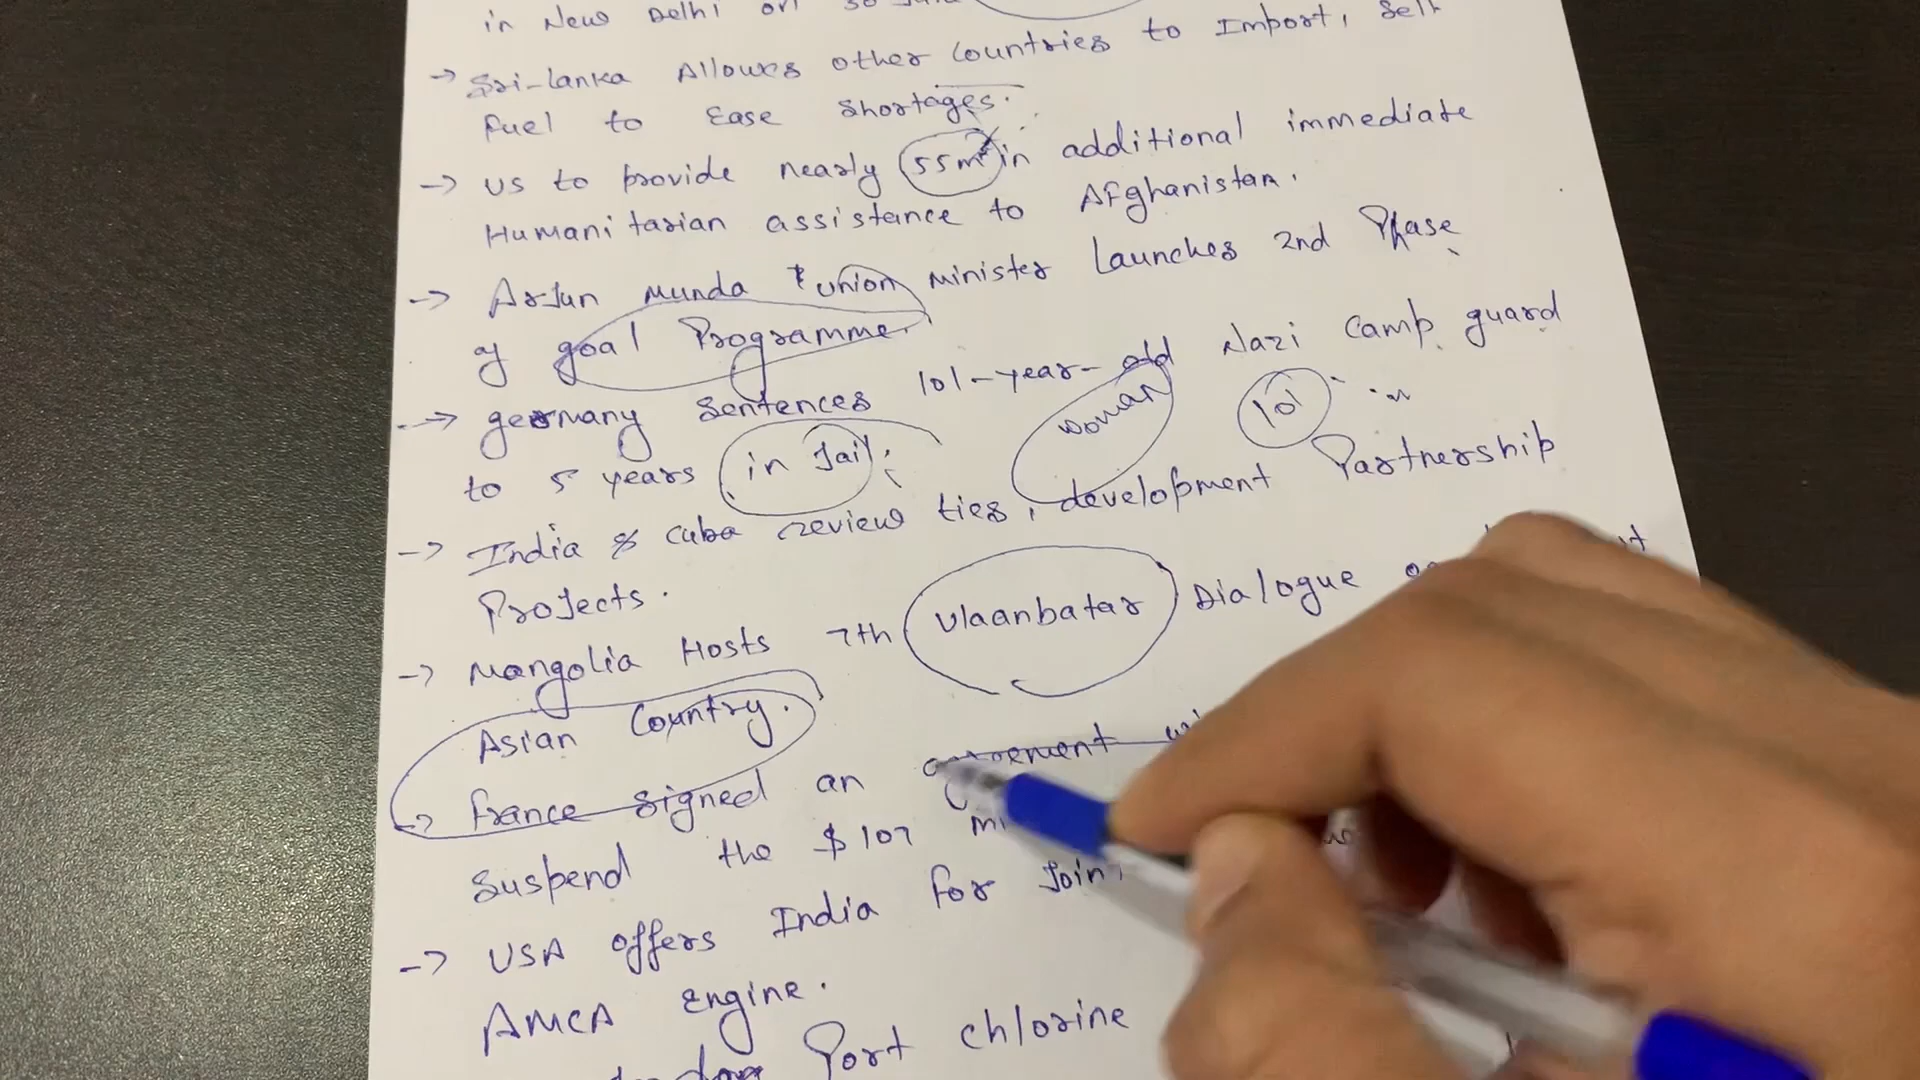 in New Delhi on 30
→ Sri-lanka Allowes other Countries to Import, Sell
fuel to Ease Shortages.
→ US to provide nearly 55m$ in additional immediate
Humanitarian assistance to Afghanistan.
→ Arjun Munda union minister Launches 2nd Phase
of goal Programme.
→ germany Sentences 101-year-old Nazi Camp guard
woman 101
to 5 years in Jail.
→ India & Cuba review ties, development Partnership
Projects.
→ Mongolia Hosts 7th Ulaanbatar Dialogue
Asian Country.
→ France signed an agreement
Suspend the $107
→ USA offers India for Join
AMCA Engine.
Port chlorine